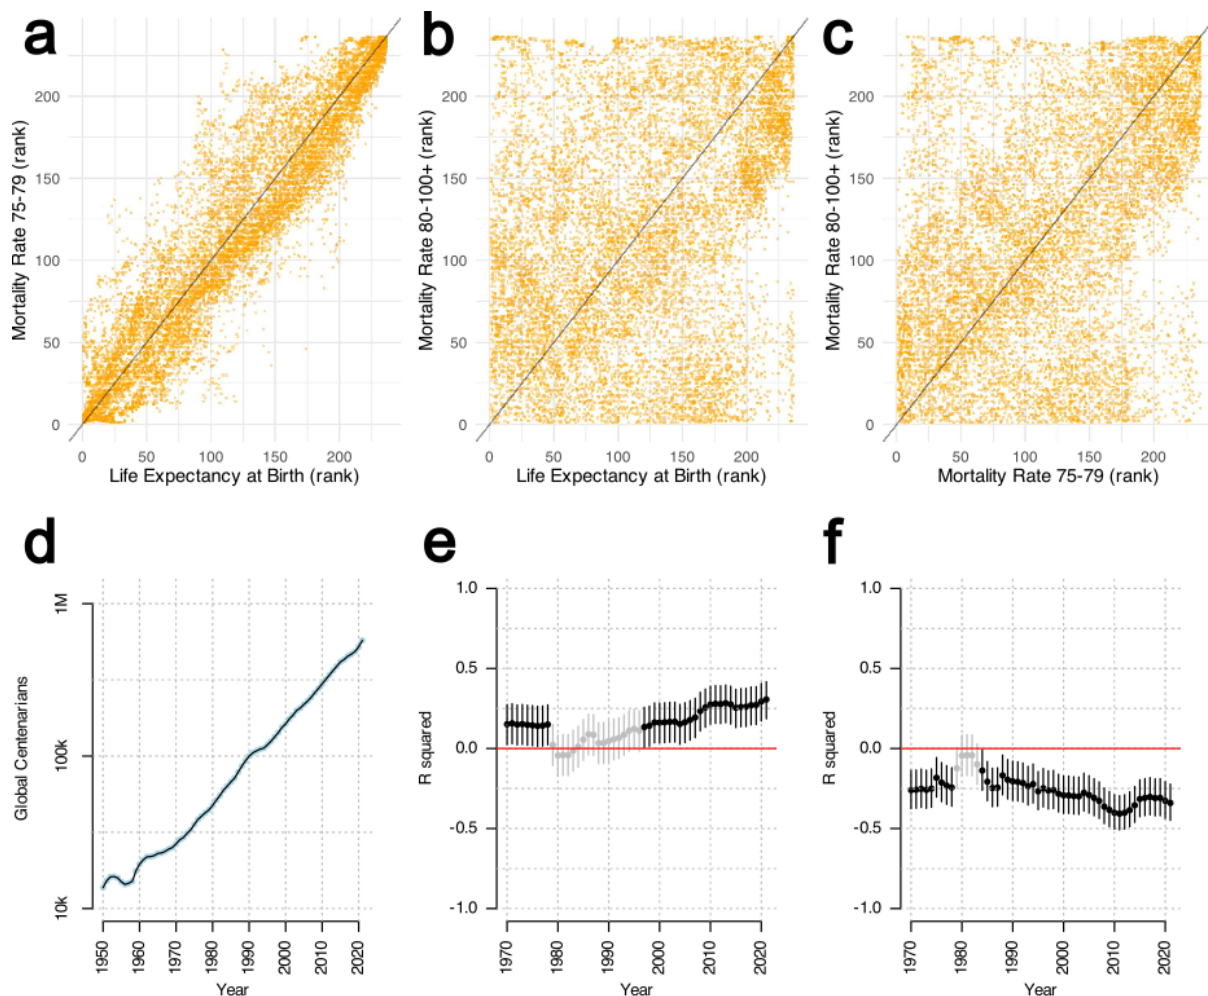 a
Mortality Rate 75-79 (rank)
200
150
100
50
0
0 50 100 150 200
Life Expectancy at Birth (rank)
b
Mortality Rate 80-100+ (rank)
200
150
100
50
0
0 50 100 150 200
Life Expectancy at Birth (rank)
c
Mortality Rate 80-100+ (rank)
200
150
100
50
0
0 50 100 150 200
Mortality Rate 75-79 (rank)
d
Global Centenarians
1M
100k
10k
1950 1960 1970 1980 1990 2000 2010 2020
Year
e
R squared
1.0
0.5
0.0
-0.5
-1.0
1970 1980 1990 2000 2010 2020
Year
f
R squared
1.0
0.5
0.0
-0.5
-1.0
1970 1980 1990 2000 2010 2020
Year